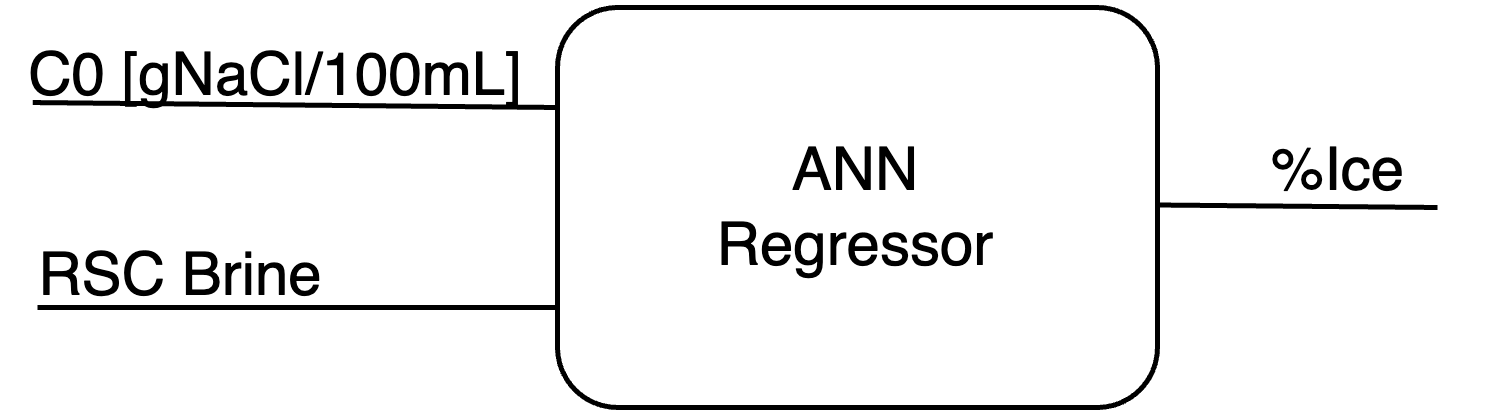 C0 [gNaCl/100mL]
ANN
Regressor
%Ice
RSC Brine